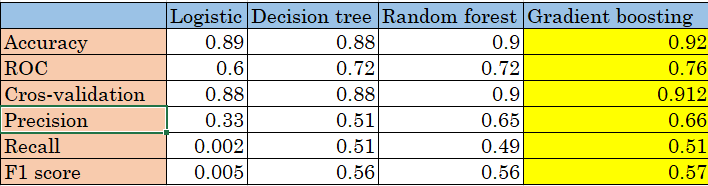 Logistic Decision tree Random forest Gradient boosting
Accuracy 0.89 0.88 0.9 0.92
ROC 0.6 0.72 0.72 0.76
Cros-validation 0.88 0.88 0.9 0.912
Precision 0.33 0.51 0.65 0.66
Recall 0.002 0.51 0.49 0.51
F1 score 0.005 0.56 0.56 0.57